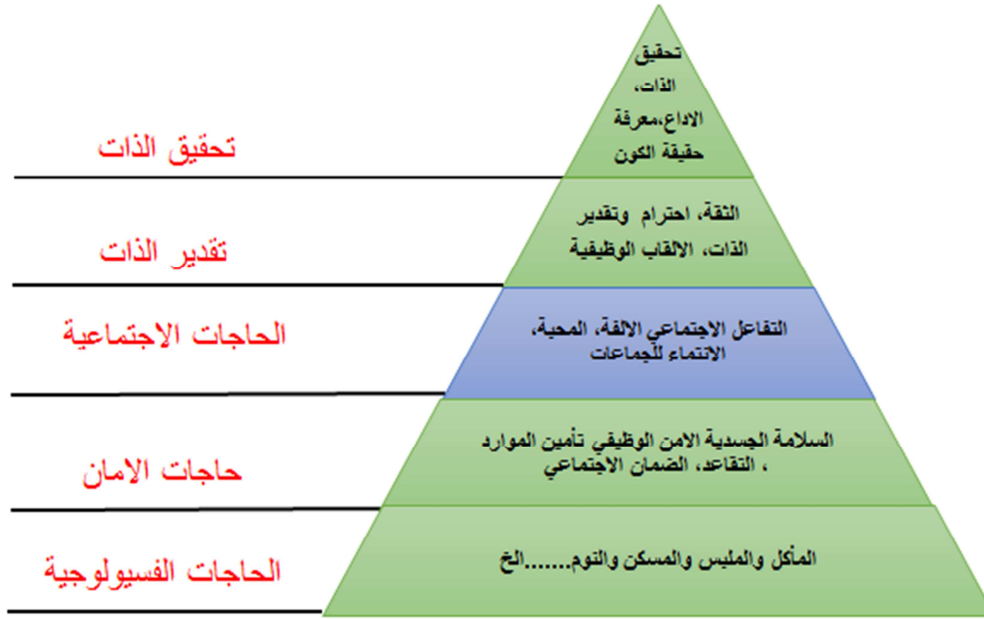 تحقيق
الذات،
الاداع،معرفة
حقيقة الكون
تحقيق الذات
الثقة، احترام وتقدير
الذات، الالقاب الوظيفية
تقدير الذات
التفاعل الاجتماعي الالفة، المحبة،
الانتماء للجماعات
الحاجات الاجتماعية
السلامة الجسدية الامن الوظيفي تأمين الموارد
، التقاعد، الضمان الاجتماعي
حاجات الامان
المأكل والملبس والمسكن والنوم.......الخ
الحاجات الفسيولوجية